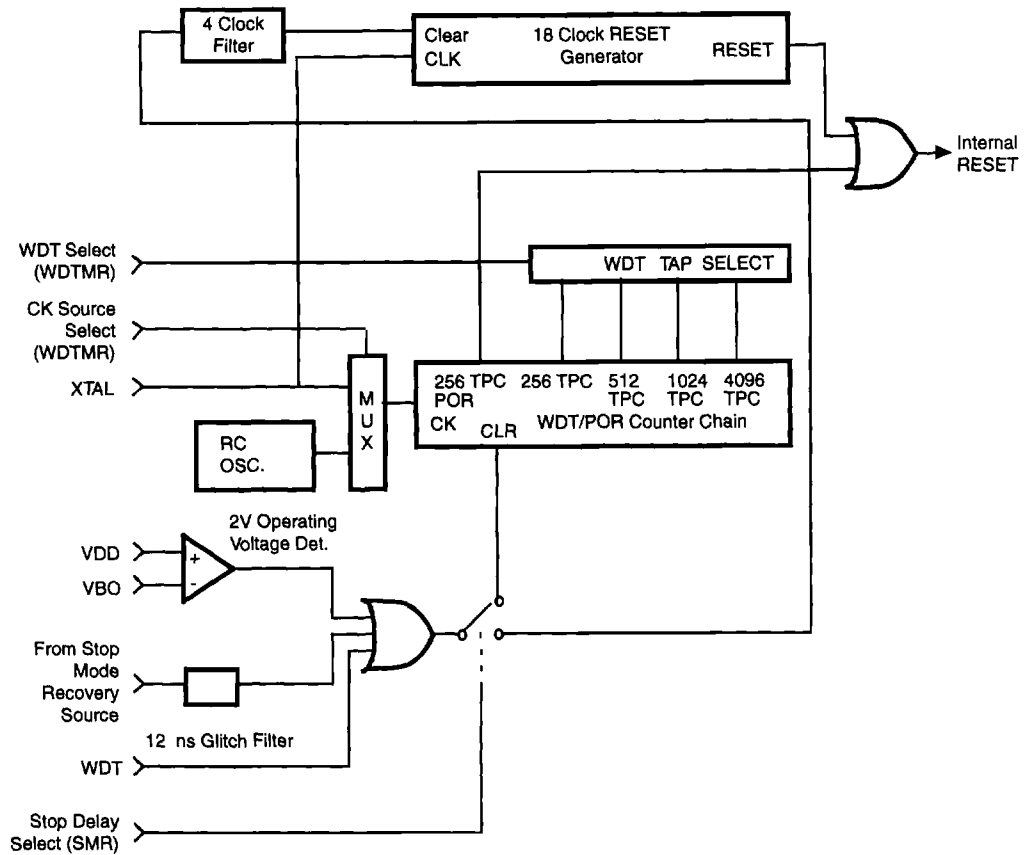 4 Clock
Filter
Clear
CLK
18 Clock RESET
Generator
RESET
Internal
RESET
WDT Select
(WDTMR)
WDT TAP SELECT
CK Source
Select
(WDTMR)
XTAL
M
U
X
256 TPC
POR
256 TPC
512
TPC
1024
TPC
4096
TPC
CK
CLR
WDT/POR Counter Chain
RC
OSC.
2V Operating
Voltage Det.
VDD
+
VBO
-
From Stop
Mode
Recovery
Source
12 ns Glitch Filter
WDT
Stop Delay
Select (SMR)